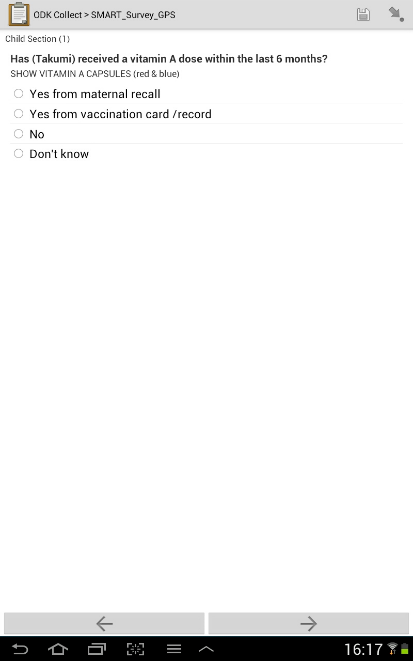 ODK Collect > SMART_Survey_GPS
Child Section (1)
Has (Takumi) received a vitamin A dose within the last 6 months?
SHOW VITAMIN A CAPSULES (red & blue)
Yes from maternal recall
Yes from vaccination card /record
No
Don't know
16:17